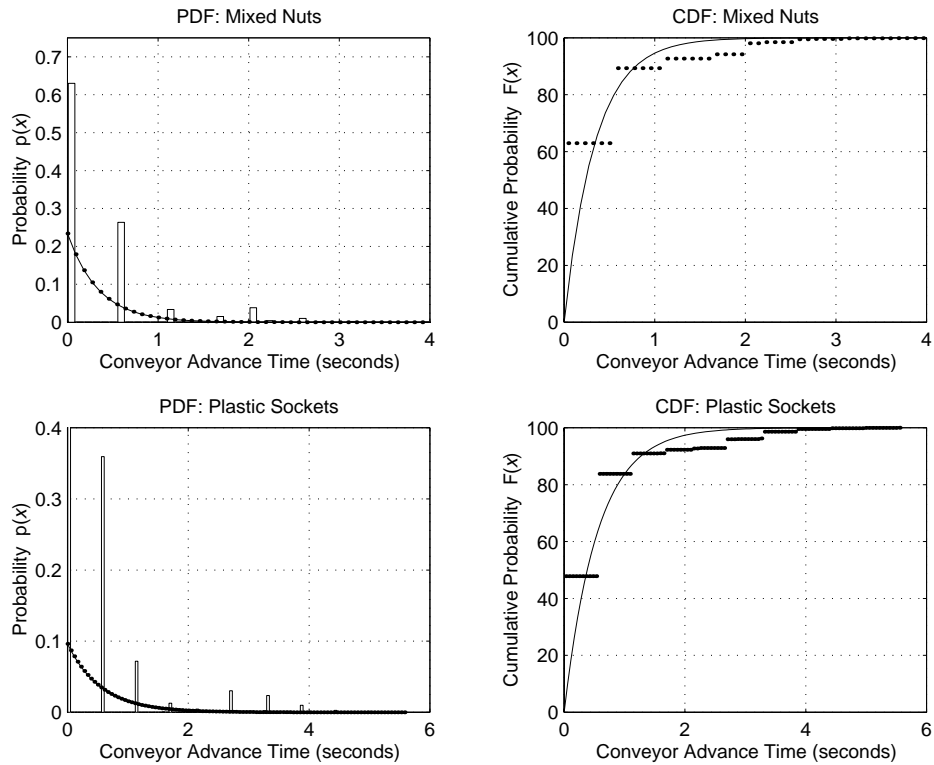 PDF: Mixed Nuts
0.7
0.6
0.5
0.4
0.3
0.2
0.1
0
0 1 2 3 4
Probability p(x)
Conveyor Advance Time (seconds)
CDF: Mixed Nuts
100
80
60
40
20
0
0 1 2 3 4
Cumulative Probability F(x)
Conveyor Advance Time (seconds)
PDF: Plastic Sockets
0.4
0.3
0.2
0.1
0
0 2 4 6
Probability p(x)
Conveyor Advance Time (seconds)
CDF: Plastic Sockets
100
80
60
40
20
0
0 2 4 6
Cumulative Probability F(x)
Conveyor Advance Time (seconds)